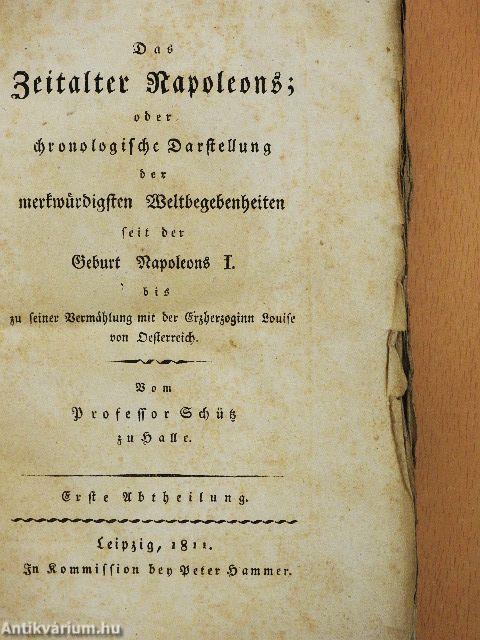 Das
Zeitalter Napoleons;
oder
chronologische Darstellung
der
merkwürdigsten Weltbegebenheiten
seit der
Geburt Napoleons I.
bis
zu seiner Vermählung mit der Erzherzoginn Louise
von Oesterreich.
Vom
Professor Schütz
zu Halle.
Erste Abtheilung.
Leipzig, 1811.
In Kommission bey Peter Hammer.
Antikvárium.hu